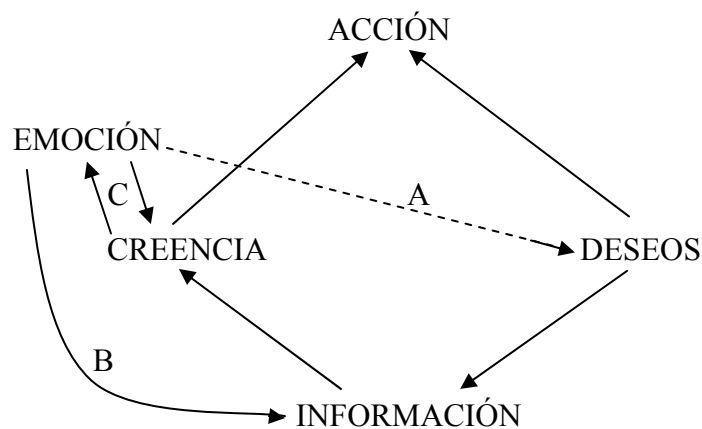 ACCIÓN
EMOCIÓN
C
A
CREENCIA
DESEOS
B
INFORMACIÓN